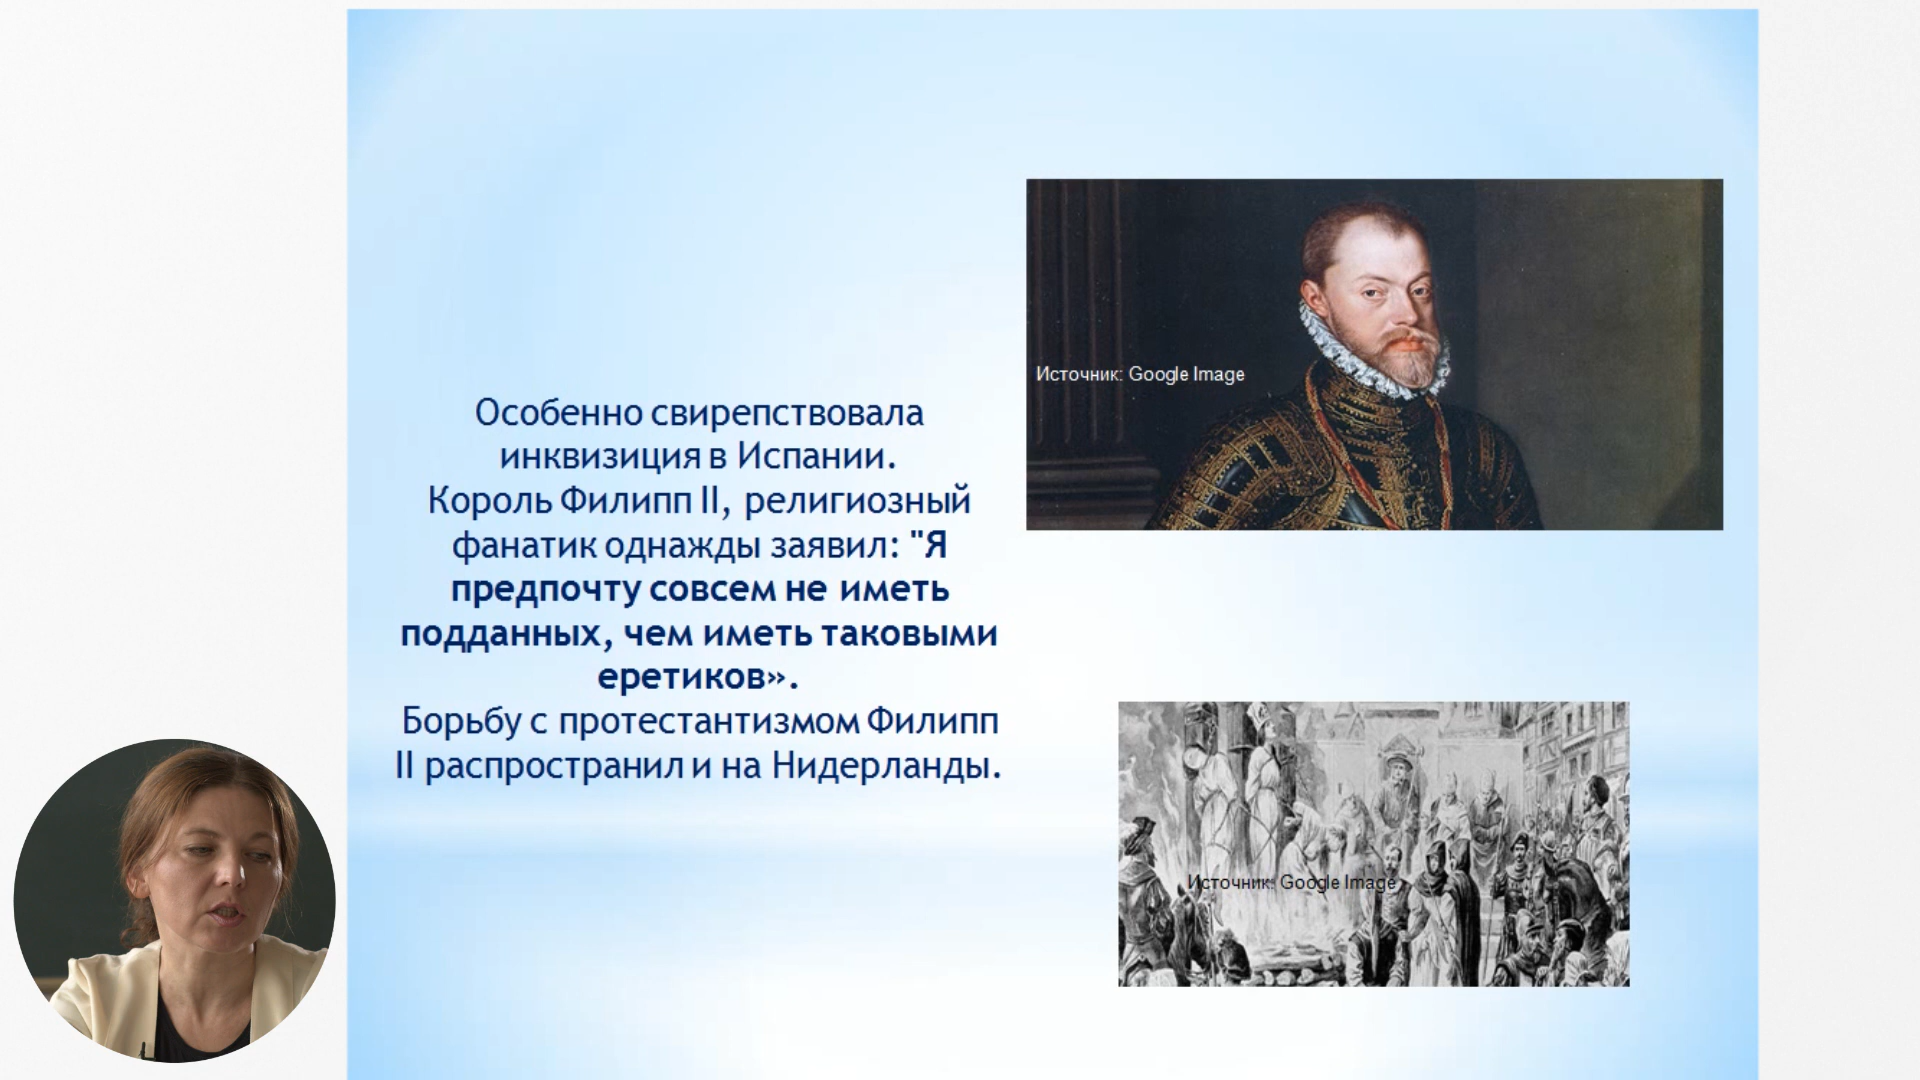 Источник: Google Image
Особенно свирепствовала
инквизиция в Испании.
Король Филипп II, религиозный
фанатик однажды заявил: "Я
предпочту совсем не иметь
подданных, чем иметь таковыми
еретиков».
Борьбу с протестантизмом Филипп
II распространил и на Нидерланды.
Источник: Google Image